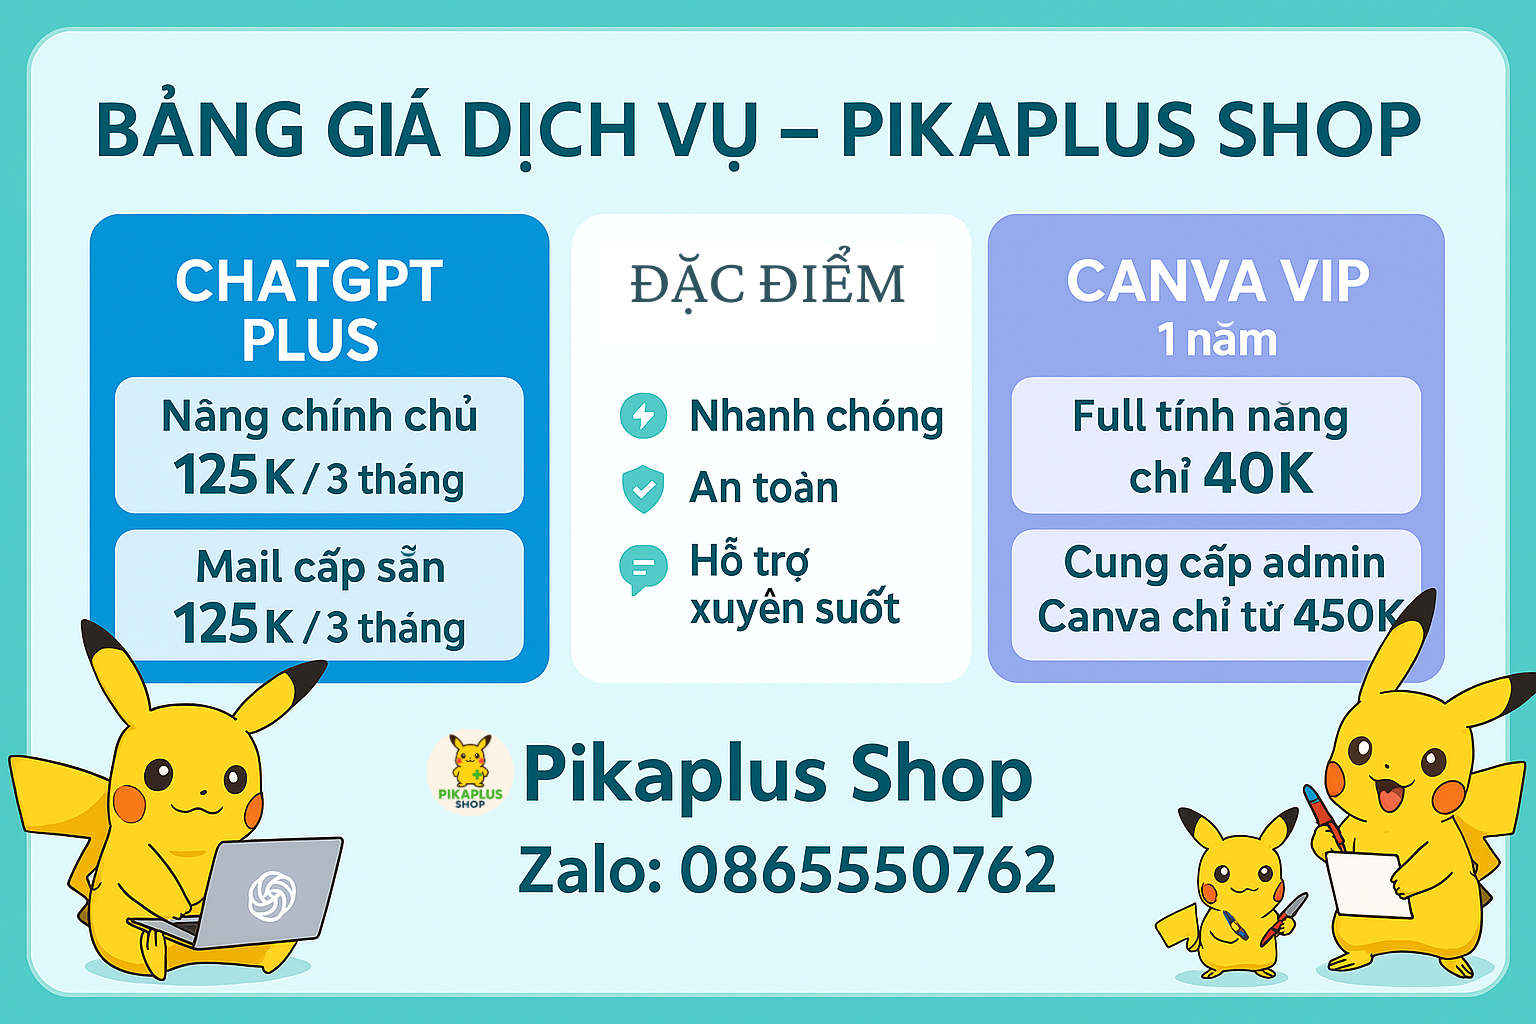 BẢNG GIÁ DỊCH VỤ – PIKAPLUS SHOP
CHATGPT
PLUS
Nâng chính chủ
125K / 3 tháng
Mail cấp sẵn
125K / 3 tháng
ĐẶC ĐIỂM
Nhanh chóng
An toàn
Hỗ trợ
xuyên suốt
CANVA VIP
1 năm
Full tính năng
chỉ 40K
Cung cấp admin
Canva chỉ từ 450K
PIKAPLUS
SHOP
Pikaplus Shop
Zalo: 0865550762